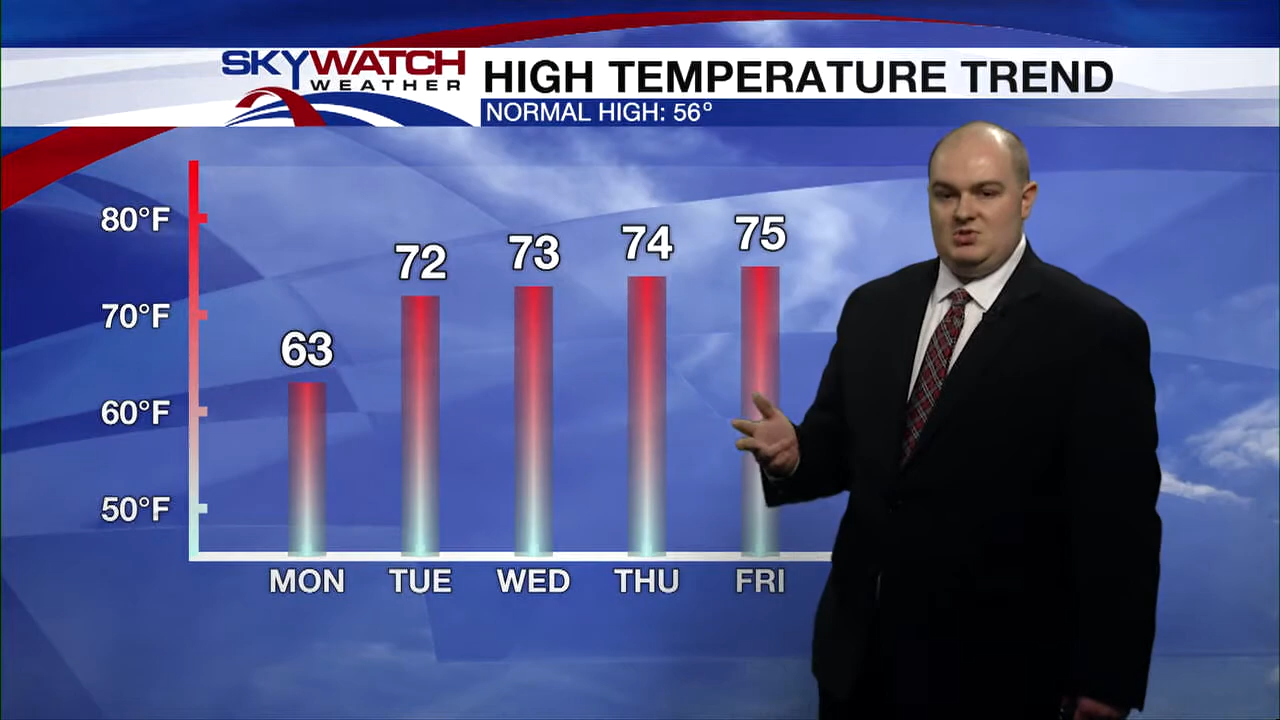 SKYWATCH
WEATHER
HIGH TEMPERATURE TREND
NORMAL HIGH: 56°
80°F
70°F
60°F
50°F
63
72
73
74
75
MON TUE WED THU FRI